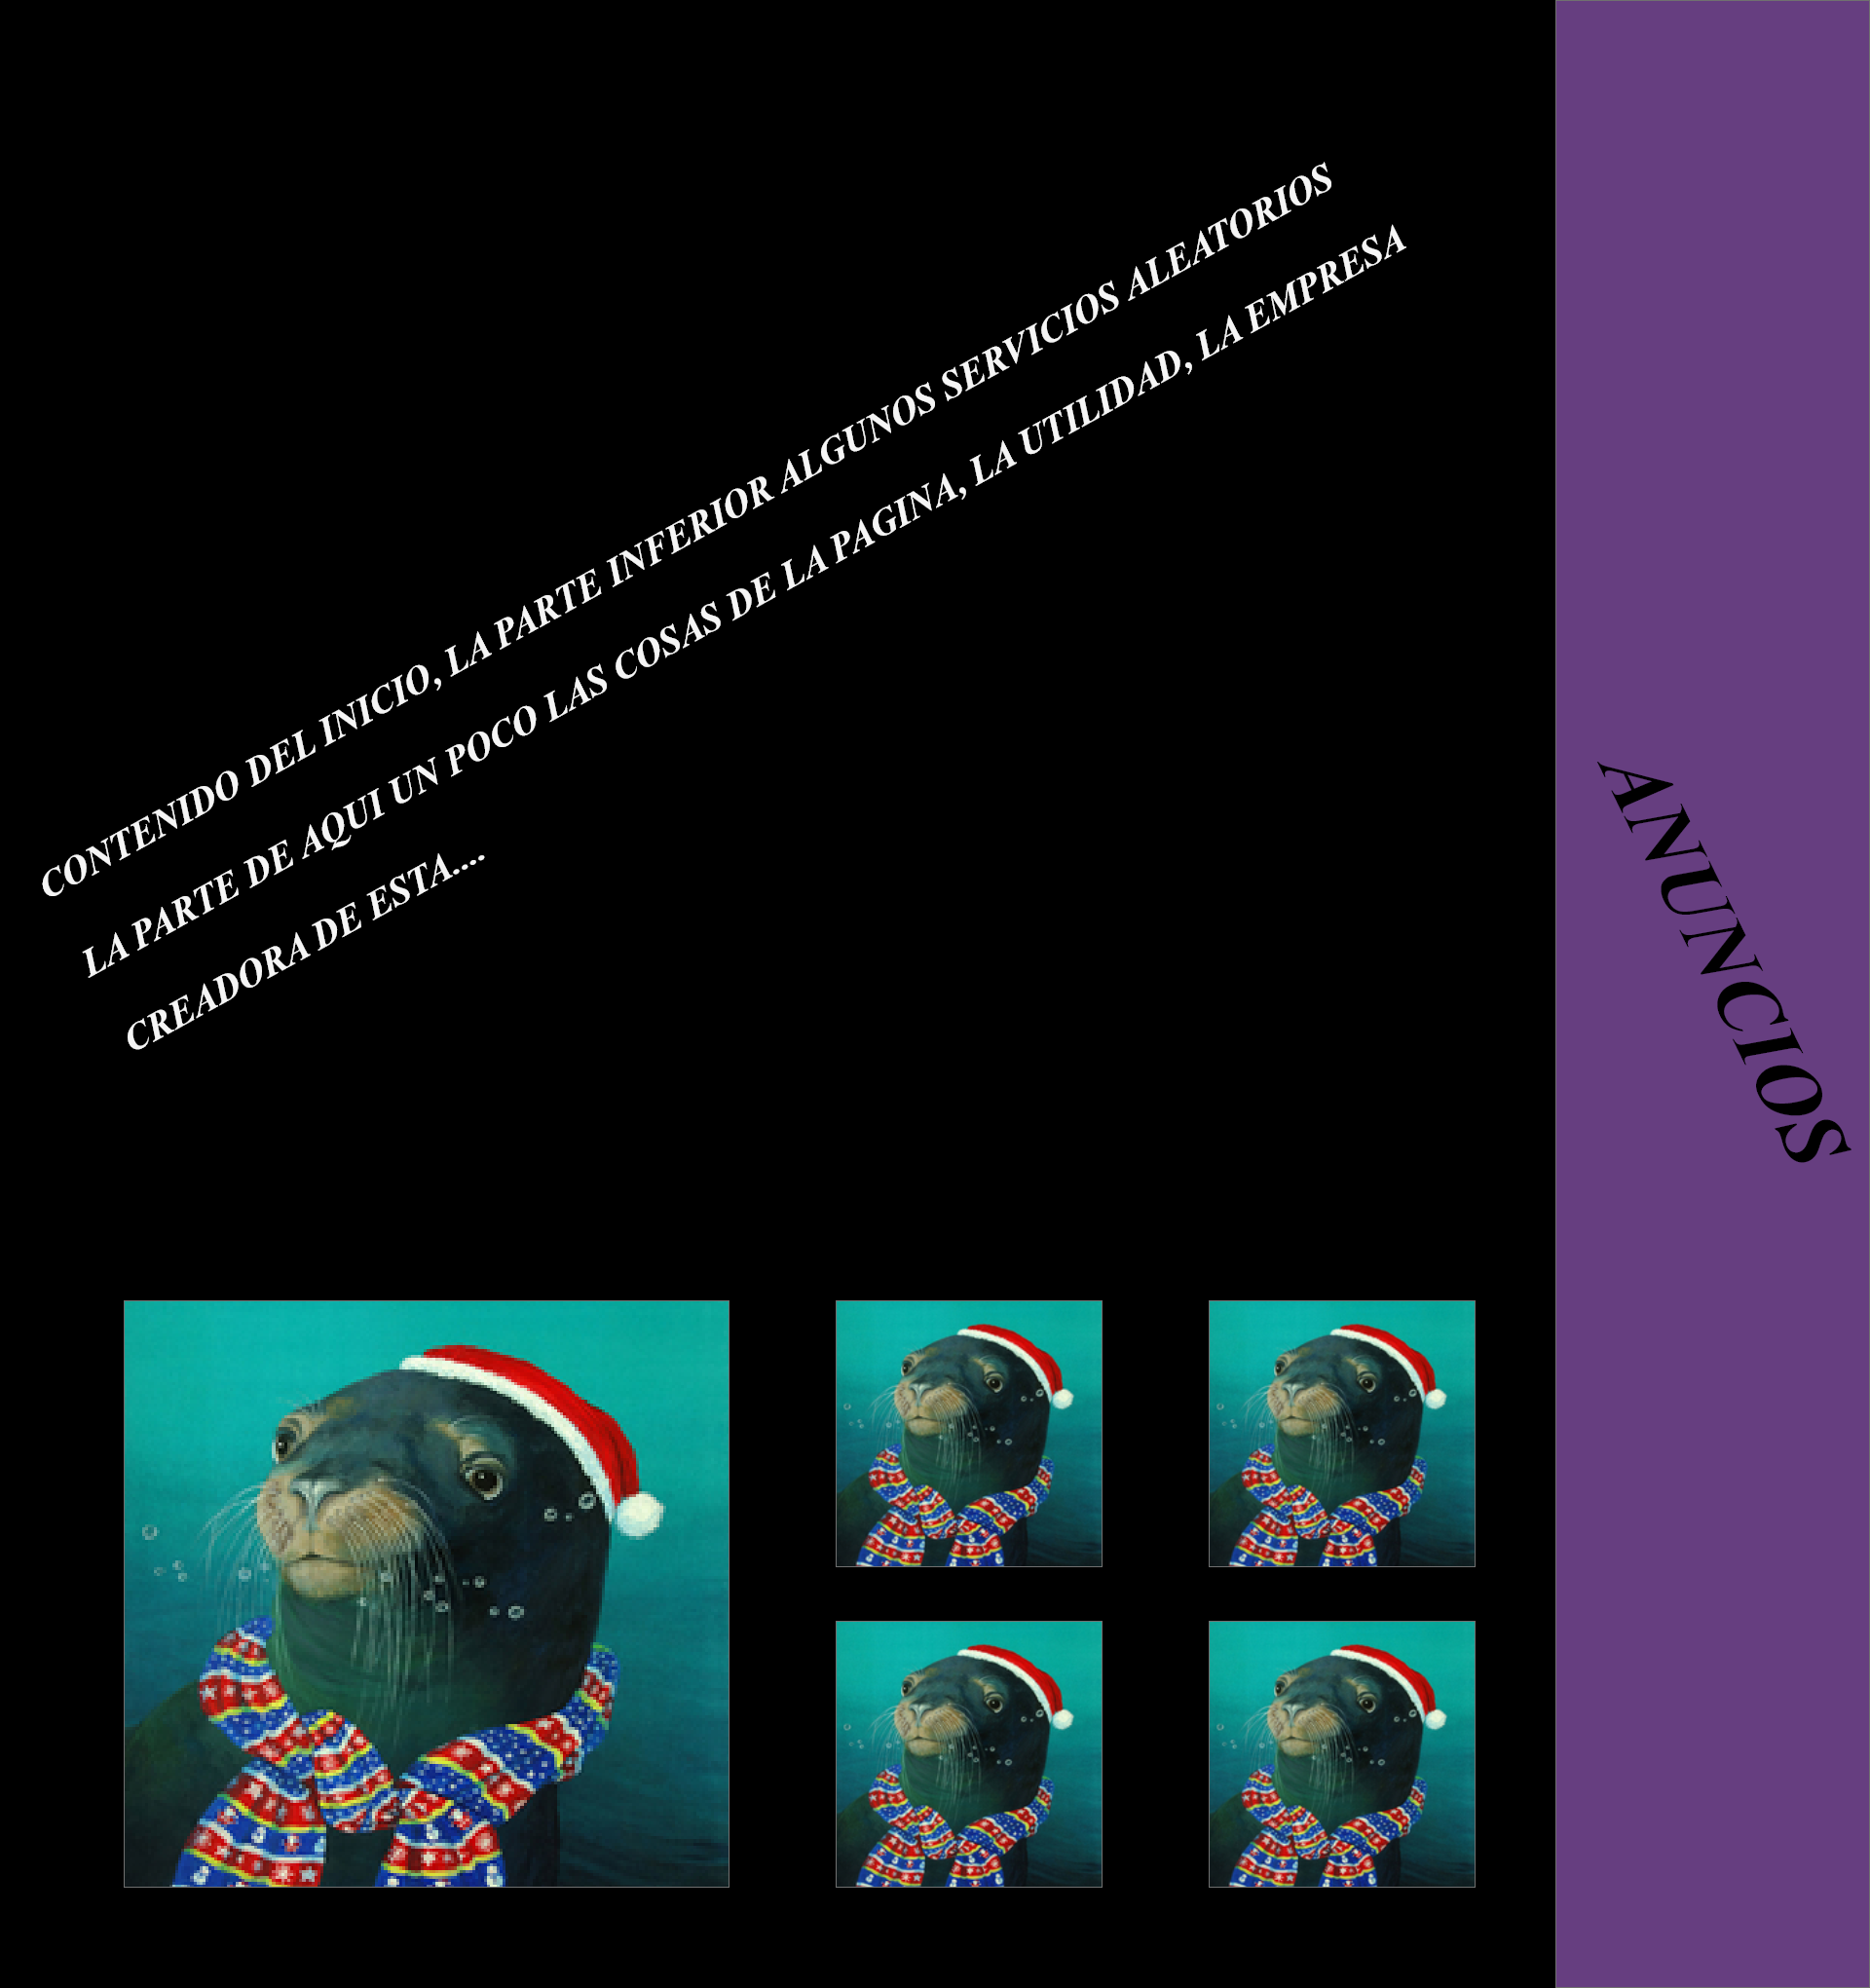 CONTENIDO DEL INICIO, LA PARTE INFERIOR ALGUNOS SERVICIOS ALEATORIOS
LA PARTE DE AQUI UN POCO LAS COSAS DE LA PAGINA, LA UTILIDAD, LA EMPRESA
CREADORA DE ESTA....
ANUNCIOS